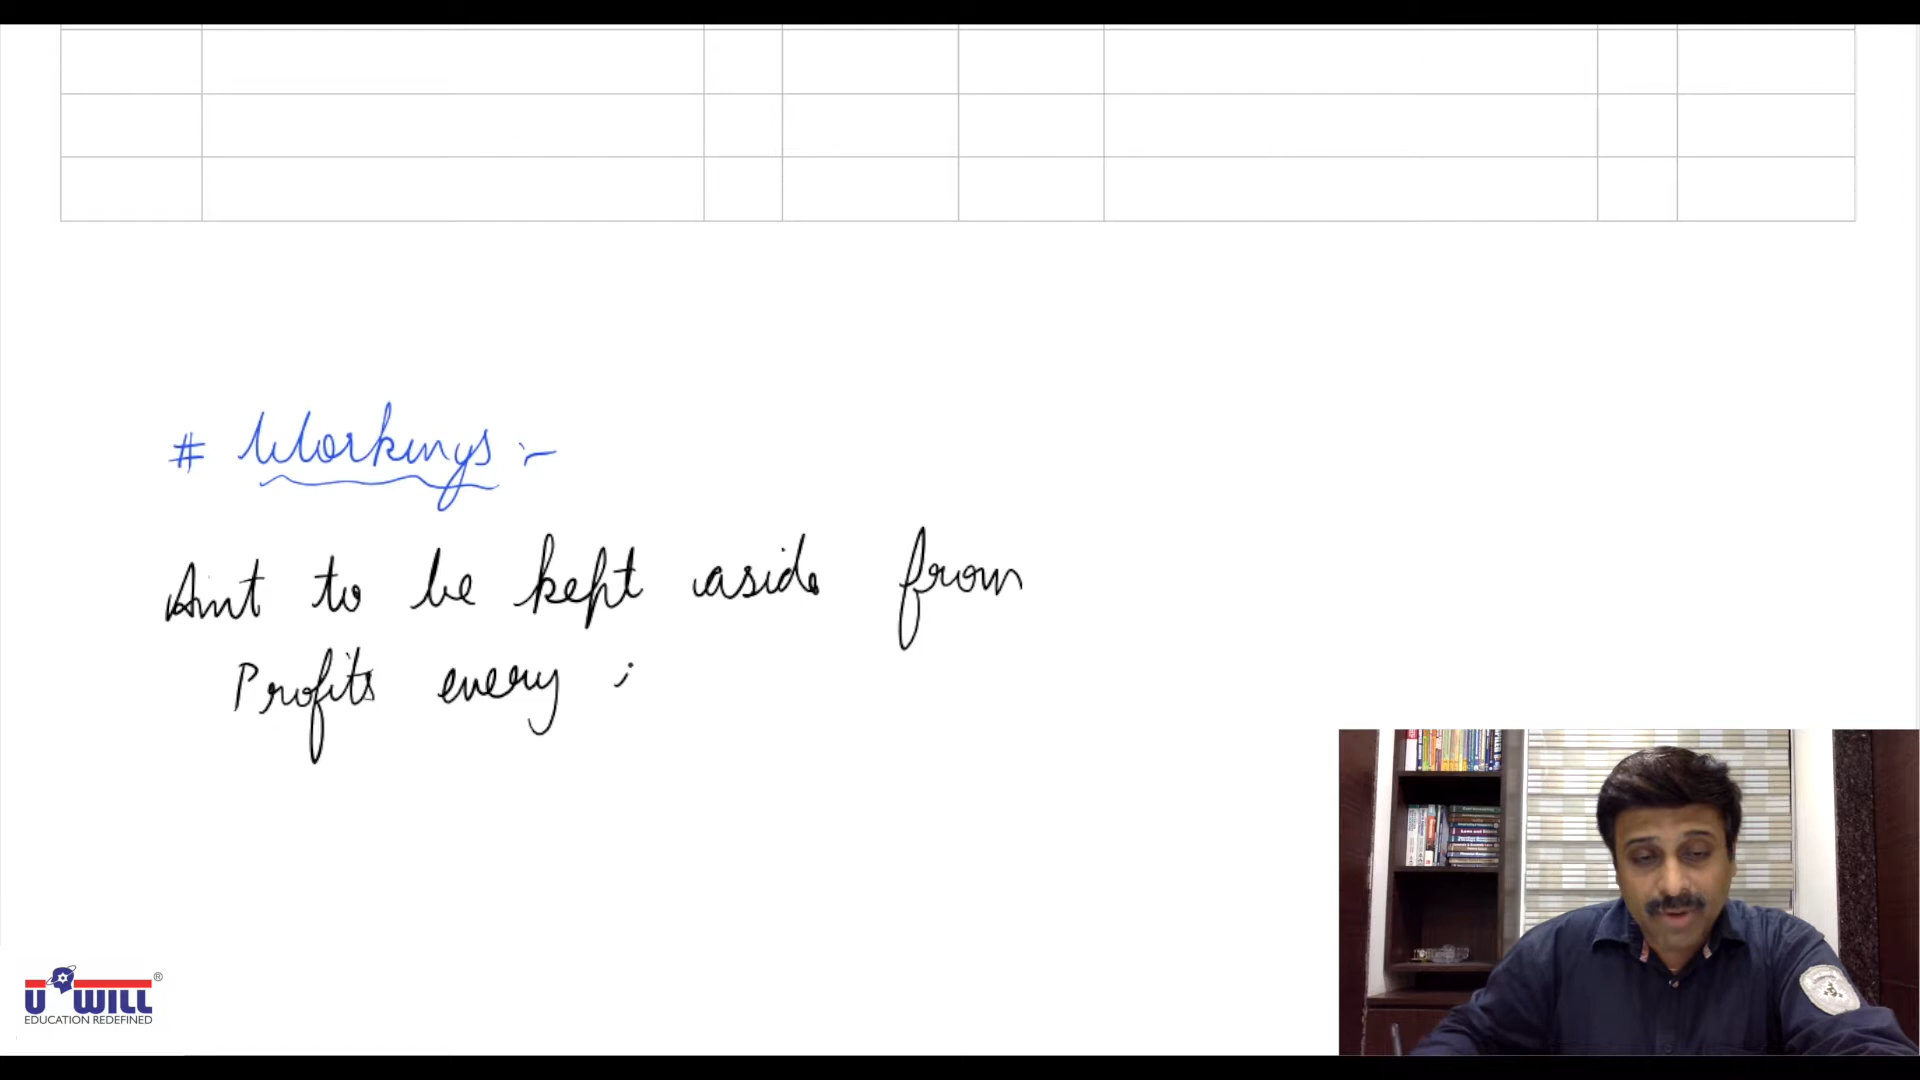 # Workings :-
Amt to be kept aside from
Profits every
U WILL ®
EDUCATION REDEFINED